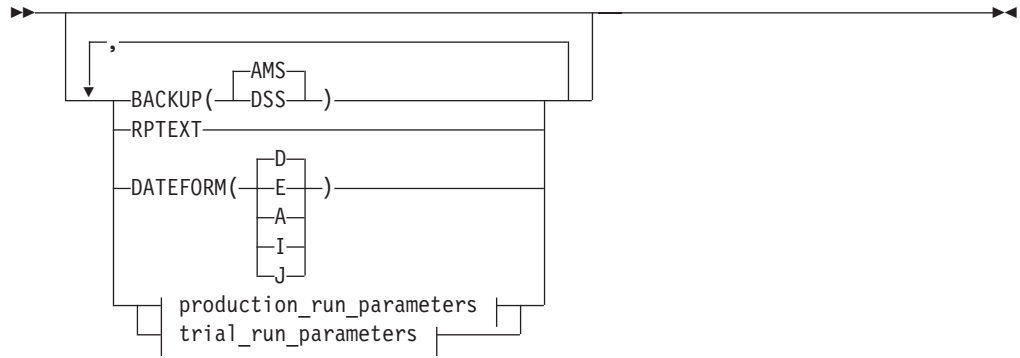 ,
AMS
BACKUP( DSS )
RPTEXT
D
DATEFORM( E )
A
I
J
production_run_parameters
trial_run_parameters